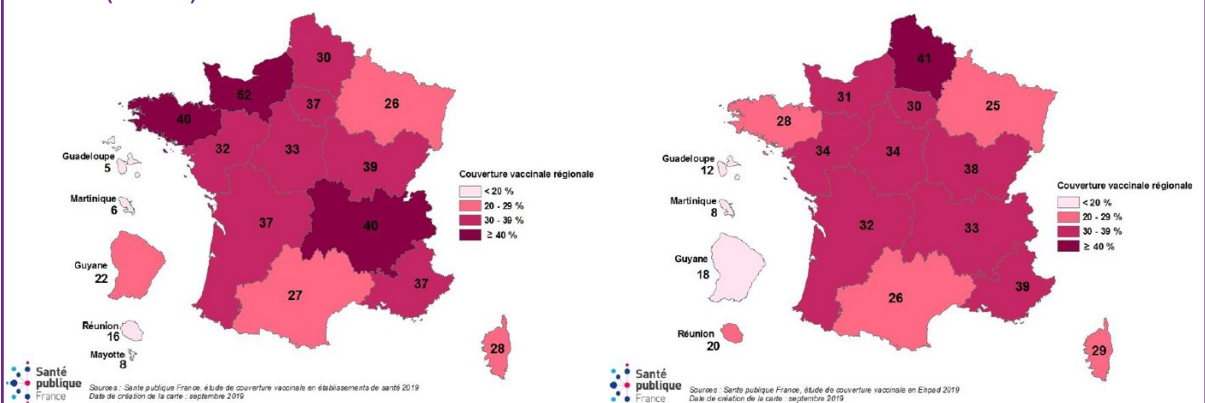 30
52
37
26
40
32
33
39
Guadeloupe
5
Martinique
6
37
40
Guyane
22
27
37
Réunion
16
Mayotte
8
28
Couverture vaccinale régionale
< 20 %
20 - 29 %
30 - 39 %
≥ 40 %
Santé
publique
France
Sources : Sante publique France, étude de couverture vaccinale en établissements de santé 2019
Date de création de la carte : septembre 2019
41
31
30
25
28
34
34
38
Guadeloupe
12
Martinique
8
32
33
Guyane
18
26
39
Réunion
20
29
Couverture vaccinale régionale
< 20 %
20 - 29 %
30 - 39 %
≥ 40 %
Santé
publique
France
Sources : Sante publique France, étude de couverture vaccinale en Ehpad 2019
Date de création de la carte : septembre 2019